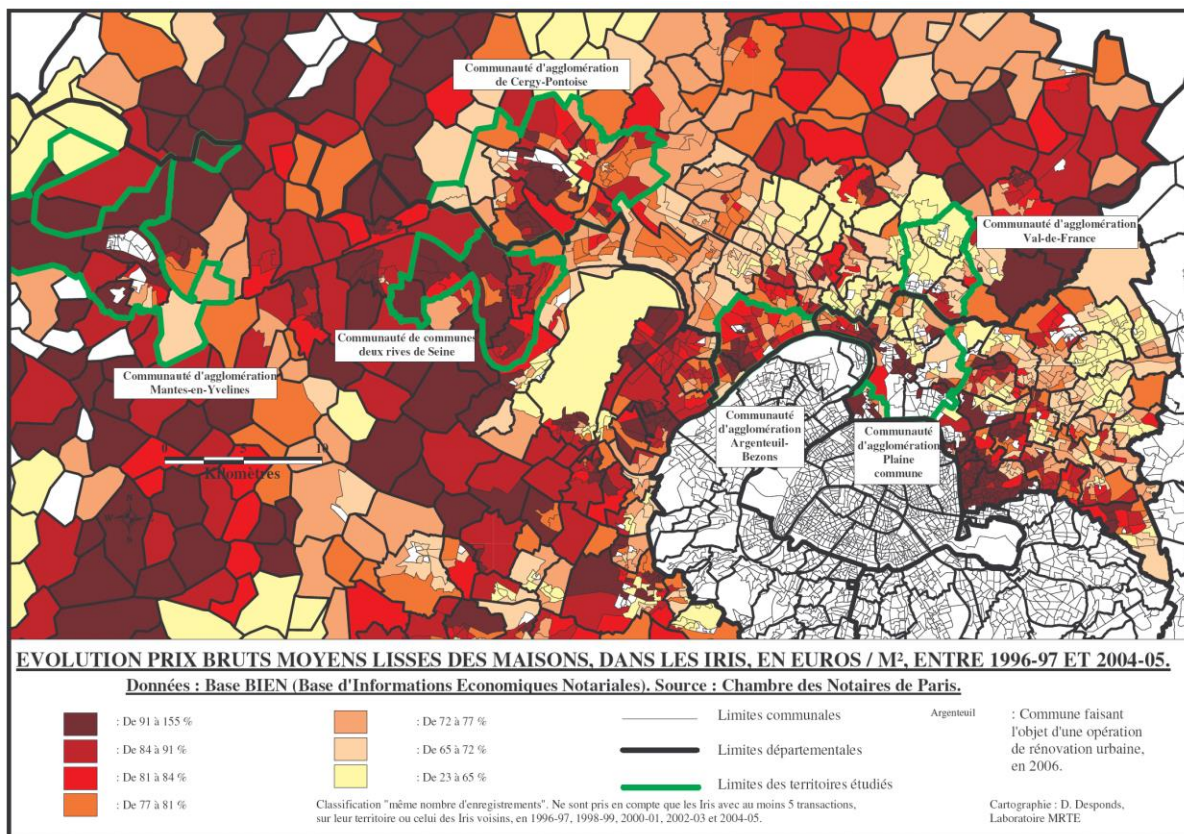 Communauté d'agglomération
de Cergy-Pontoise
Communauté d'agglomération
Val-de-France
Communauté de communes
deux rives de Seine
Communauté d'agglomération
Mantes-en-Yvelines
Communauté
d'agglomération
Argenteuil-
Bezons
Communauté
d'agglomération
Plaine
commune
0 5 10
Kilomètres
EVOLUTION PRIX BRUTS MOYENS LISSES DES MAISONS, DANS LES IRIS, EN EUROS / M², ENTRE 1996-97 ET 2004-05.
Données : Base BIEN (Base d'Informations Economiques Notariales). Source : Chambre des Notaires de Paris.
: De 91 à 155 %
: De 84 à 91 %
: De 81 à 84 %
: De 77 à 81 %
: De 72 à 77 %
: De 65 à 72 %
: De 23 à 65 %
Limites communales
Limites départementales
Limites des territoires étudiés
Argenteuil : Commune faisant
l'objet d'une opération
de rénovation urbaine,
en 2006.
Classification "même nombre d'enregistrements". Ne sont pris en compte que les Iris avec au moins 5 transactions,
sur leur territoire ou celui des Iris voisins, en 1996-97, 1998-99, 2000-01, 2002-03 et 2004-05.
Cartographie : D. Desponds,
Laboratoire MRTE